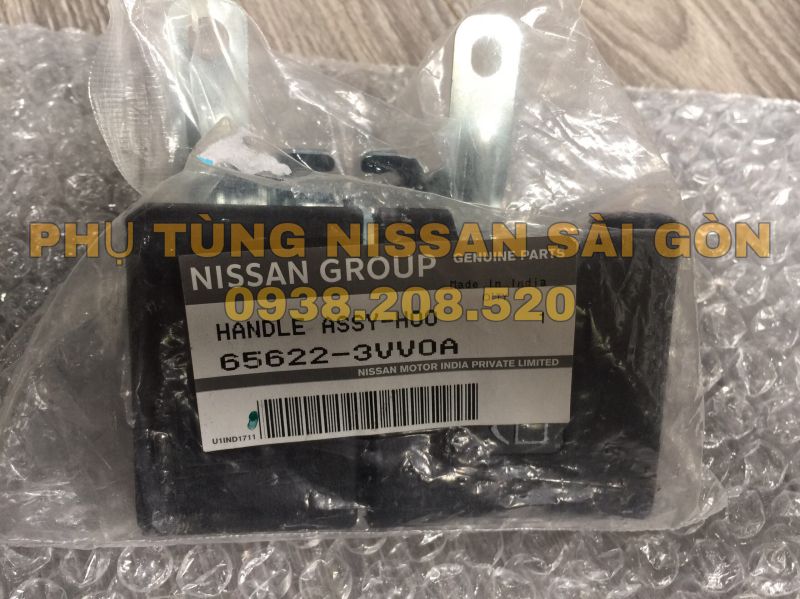 PHỤ TÙNG NISSAN SÀI GÒN
NISSAN GROUP
GENUINE PARTS
Made In India
0938.208.520
HANDLE ASSY-HOO 1
65622-3VV0A
NISSAN MOTOR INDIA PRIVATE LIMITED
U1IND1711